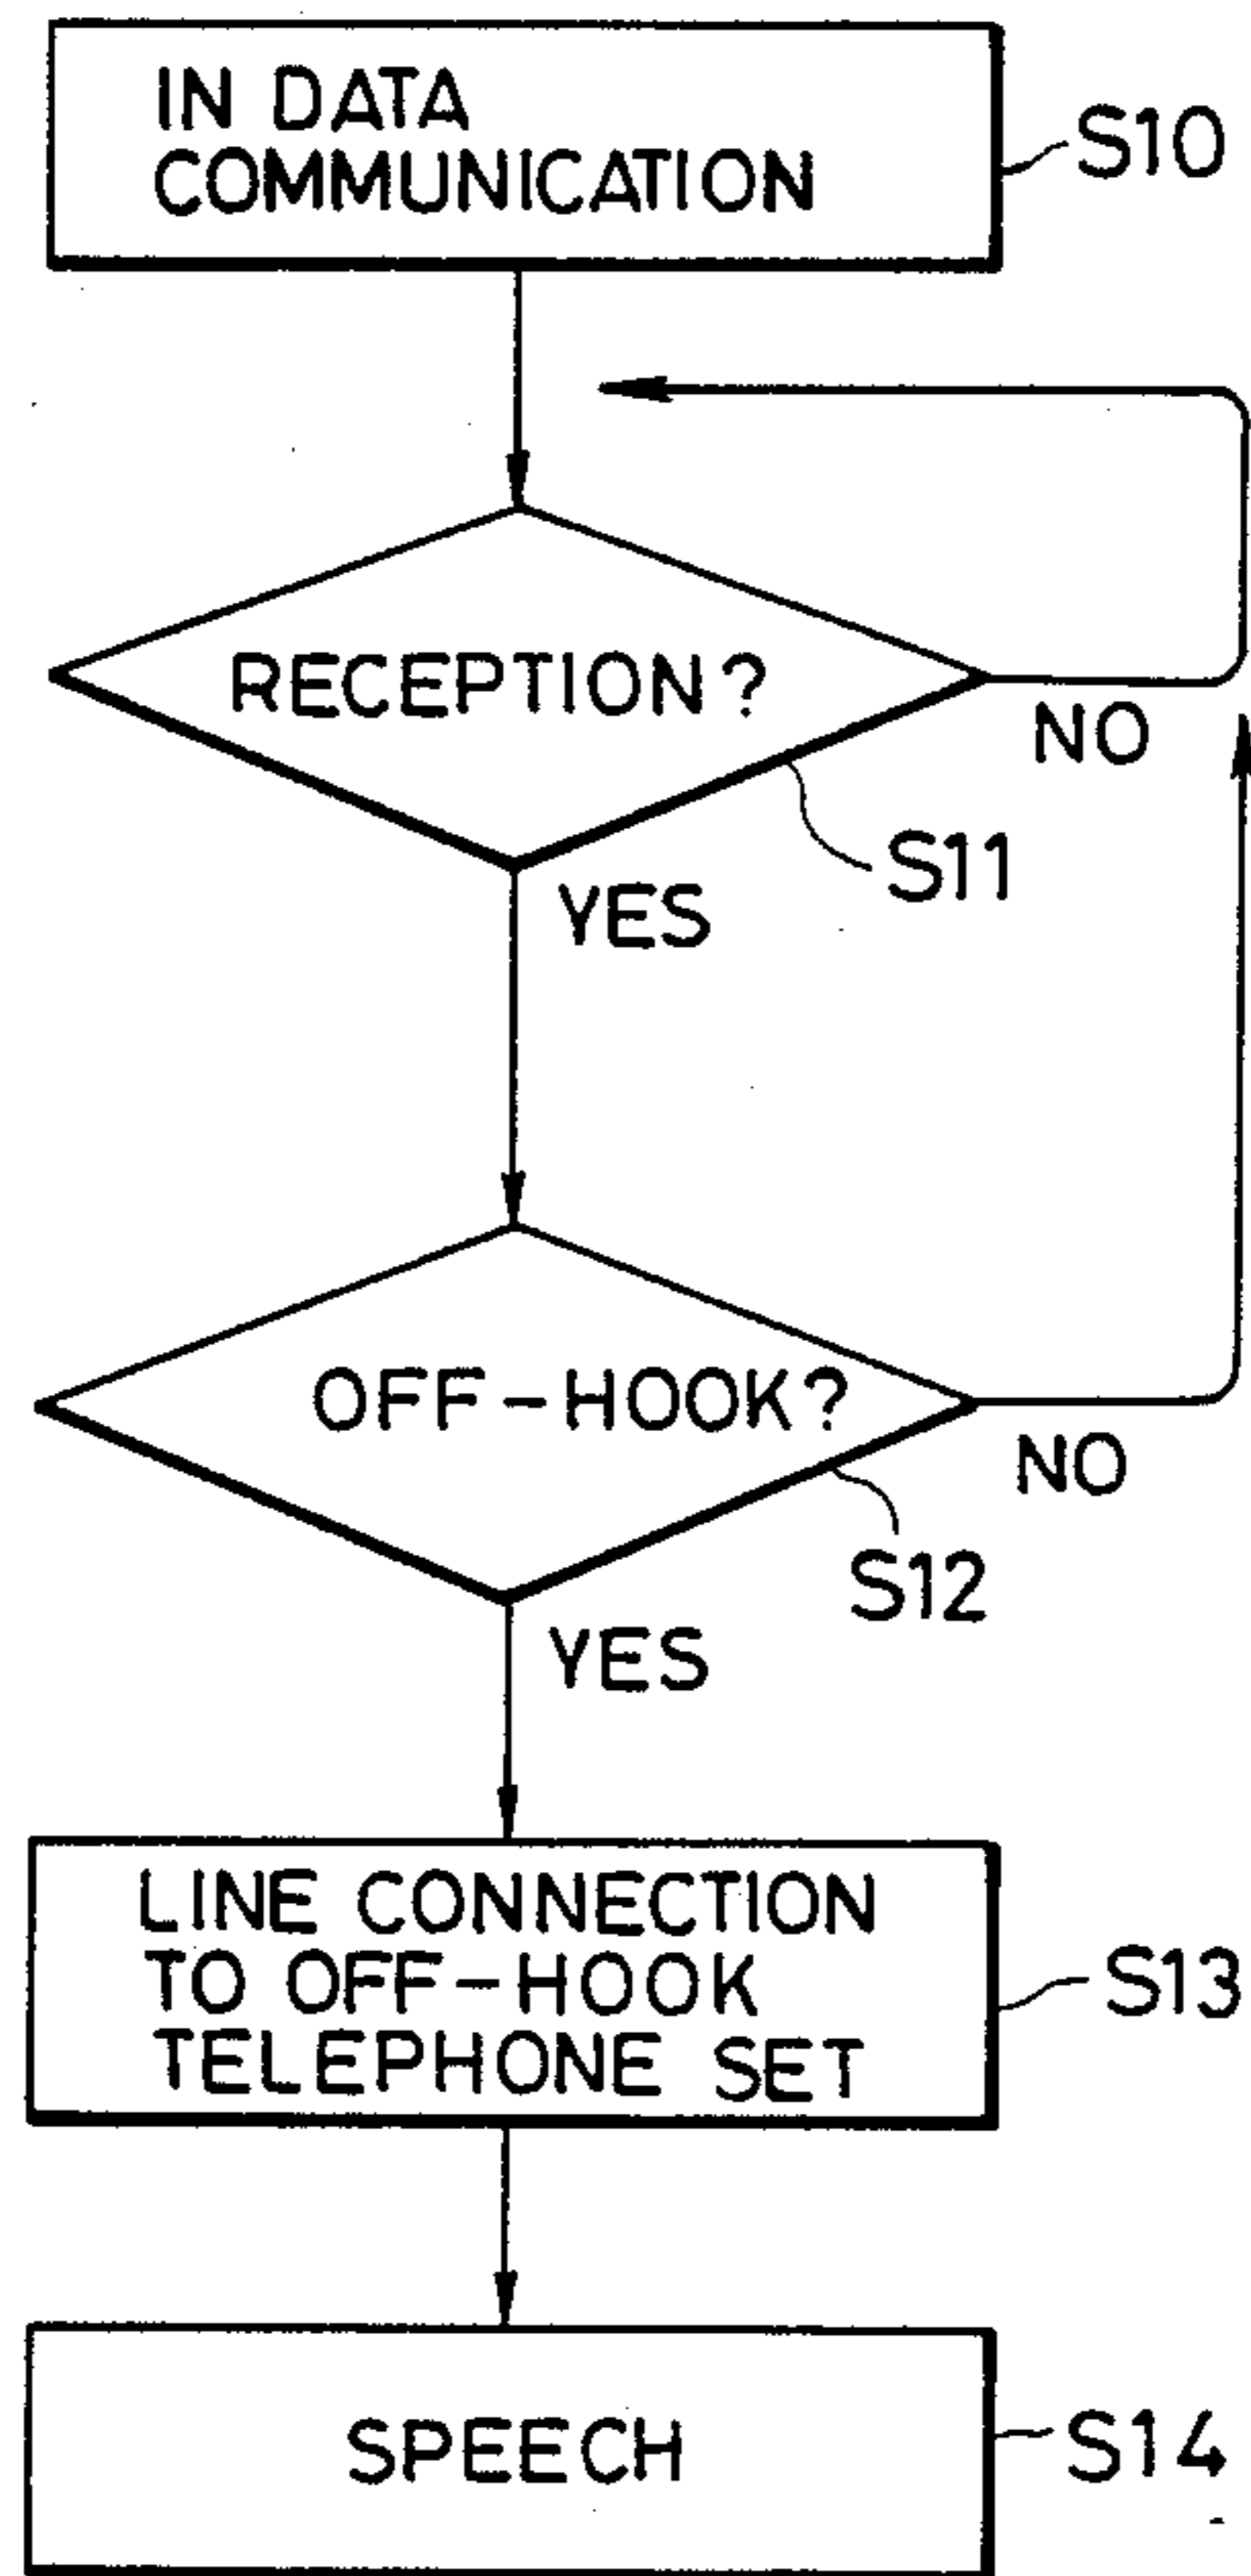 IN DATA
COMMUNICATION
S10
RECEPTION?
NO
S11
YES
OFF-HOOK?
NO
S12
YES
LINE CONNECTION
TO OFF-HOOK
TELEPHONE SET
S13
SPEECH
S14